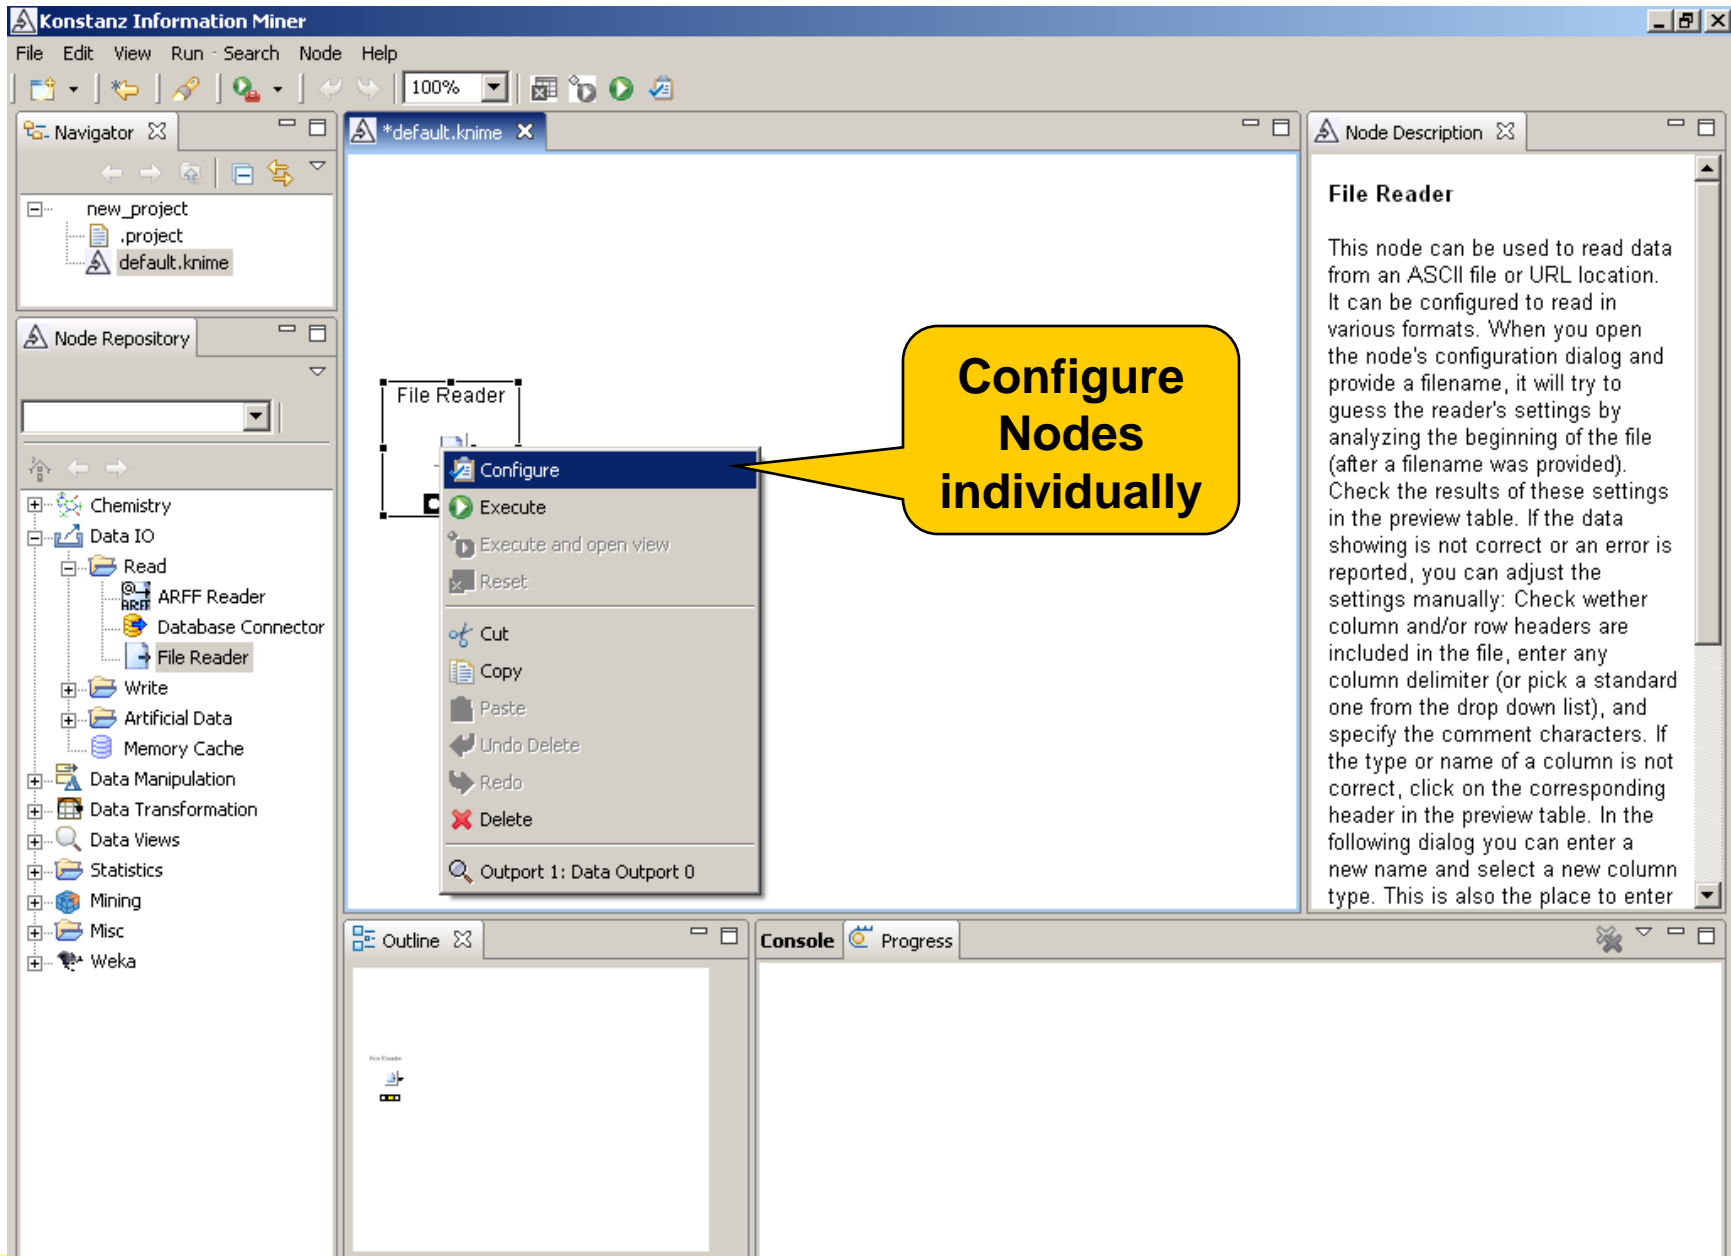 Konstanz Information Miner
File Edit View Run Search Node Help
100%
Navigator
new_project
.project
default.knime
Node Repository
Chemistry
Data IO
Read
ARFF Reader
Database Connector
File Reader
Write
Artificial Data
Memory Cache
Data Manipulation
Data Transformation
Data Views
Statistics
Mining
Misc
Weka
*default.knime
File Reader
Configure
Execute
Execute and open view
Reset
Cut
Copy
Paste
Undo Delete
Redo
Delete
Outport 1: Data Outport 0
Configure
Nodes
individually
Node Description
File Reader
This node can be used to read data
from an ASCII file or URL location.
It can be configured to read in
various formats. When you open
the node's configuration dialog and
provide a filename, it will try to
guess the reader's settings by
analyzing the beginning of the file
(after a filename was provided).
Check the results of these settings
in the preview table. If the data
showing is not correct or an error is
reported, you can adjust the
settings manually: Check wether
column and/or row headers are
included in the file, enter any
column delimiter (or pick a standard
one from the drop down list), and
specify the comment characters. If
the type or name of a column is not
correct, click on the corresponding
header in the preview table. In the
following dialog you can enter a
new name and select a new column
type. This is also the place to enter
Outline
File Reader
Console Progress